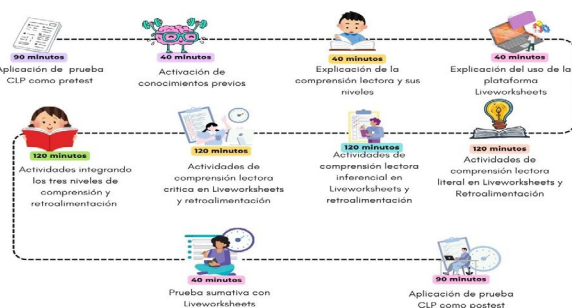 90 minutos
Aplicación de prueba
CLP como pretest
40 minutos
Activación de
conocimientos previos
40 minutos
Explicación de la
comprensión lectora y sus
niveles
40 minutos
Explicación del uso de la
plataforma
Liveworksheets
120 minutos
Actividades de
comprensión lectora
literal en Liveworksheets y
Retroalimentación
120 minutos
Actividades de
comprensión lectora
inferencial en
Liveworksheets y
retroalimentación
120 minutos
Actividades de
comprensión lectora
critica en Liveworksheets
y retroalimentación
120 minutos
Actividades integrando
los tres niveles de
comprensión y
retroalimentación
40 minutos
Prueba sumativa con
Liveworksheets
90 minutos
Aplicación de prueba
CLP como postest